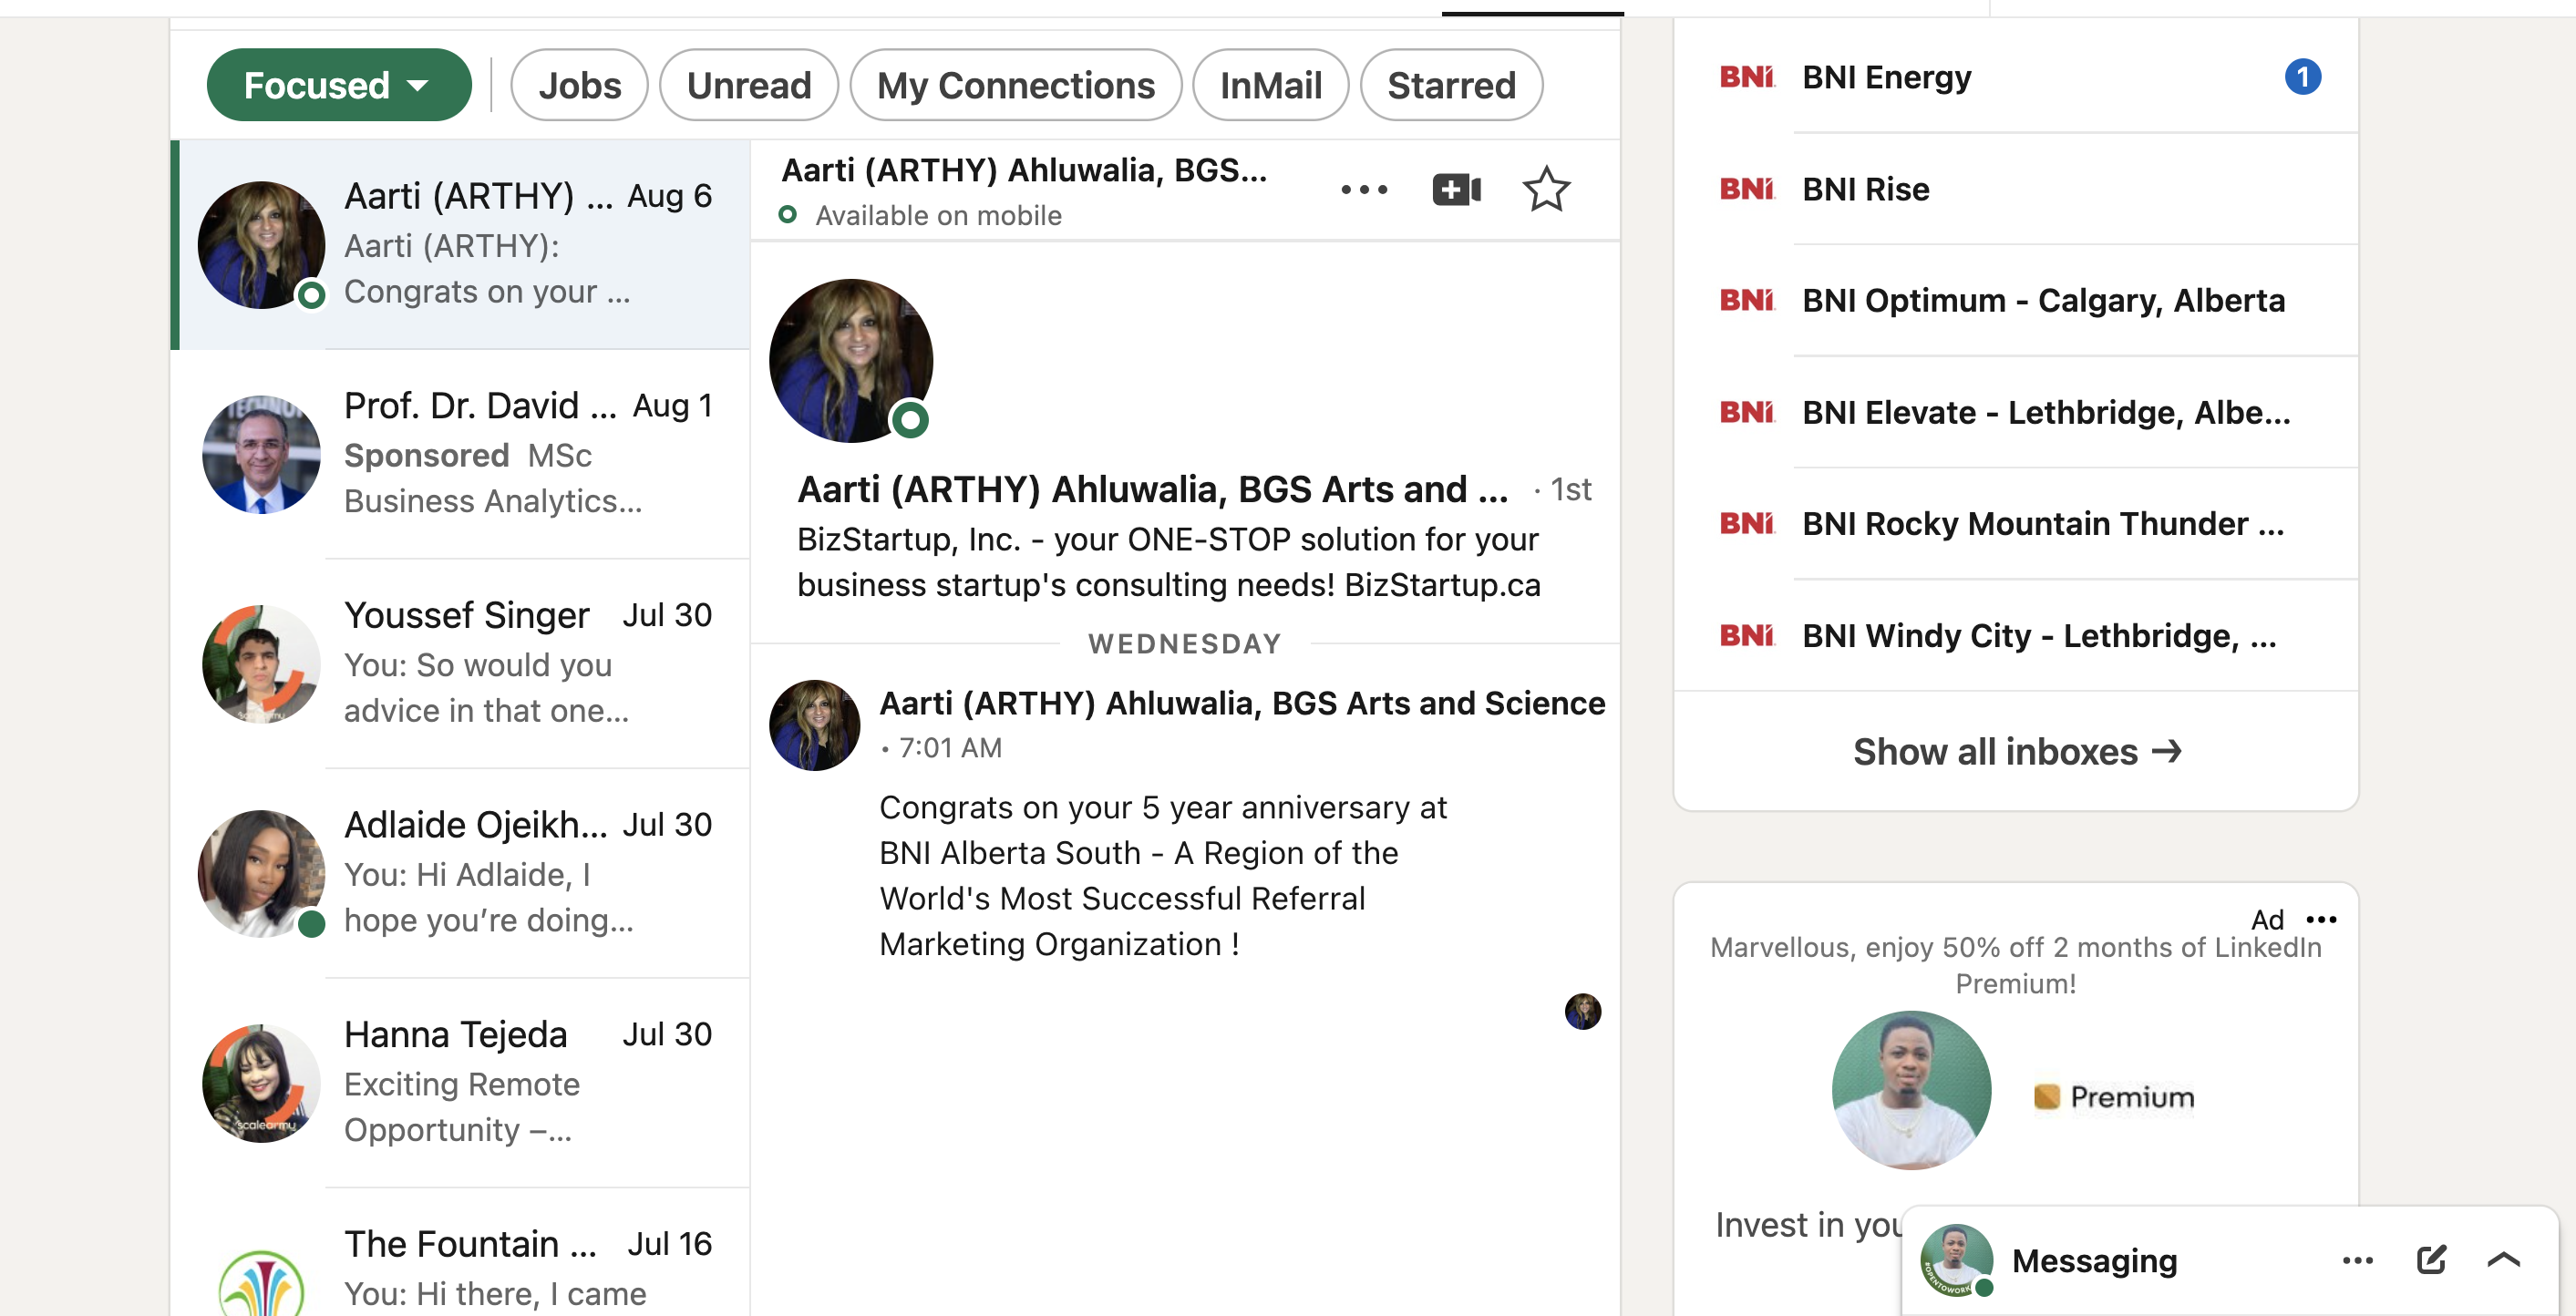 Focused
Jobs
Unread
My Connections
InMail
Starred
Aarti (ARTHY) ... Aug 6
Aarti (ARTHY):
Congrats on your ...
Prof. Dr. David ... Aug 1
Sponsored MSc
Business Analytics...
Youssef Singer Jul 30
You: So would you
advice in that one...
Adlaide Ojeikh... Jul 30
You: Hi Adlaide, I
hope you’re doing...
Hanna Tejeda Jul 30
Exciting Remote
Opportunity –...
scalearmy
The Fountain ... Jul 16
You: Hi there, I came
Aarti (ARTHY) Ahluwalia, BGS...
Available on mobile
Aarti (ARTHY) Ahluwalia, BGS Arts and ... · 1st
BizStartup, Inc. - your ONE-STOP solution for your
business startup's consulting needs! BizStartup.ca
WEDNESDAY
Aarti (ARTHY) Ahluwalia, BGS Arts and Science
• 7:01 AM
Congrats on your 5 year anniversary at
BNI Alberta South - A Region of the
World's Most Successful Referral
Marketing Organization !
BNI BNI Energy 1
BNI BNI Rise
BNI BNI Optimum - Calgary, Alberta
BNI BNI Elevate - Lethbridge, Albe...
BNI BNI Rocky Mountain Thunder ...
BNI BNI Windy City - Lethbridge, ...
Show all inboxes →
Ad
Marvellous, enjoy 50% off 2 months of LinkedIn
Premium!
Premium
Invest in you
#OPENTOWORK
Messaging